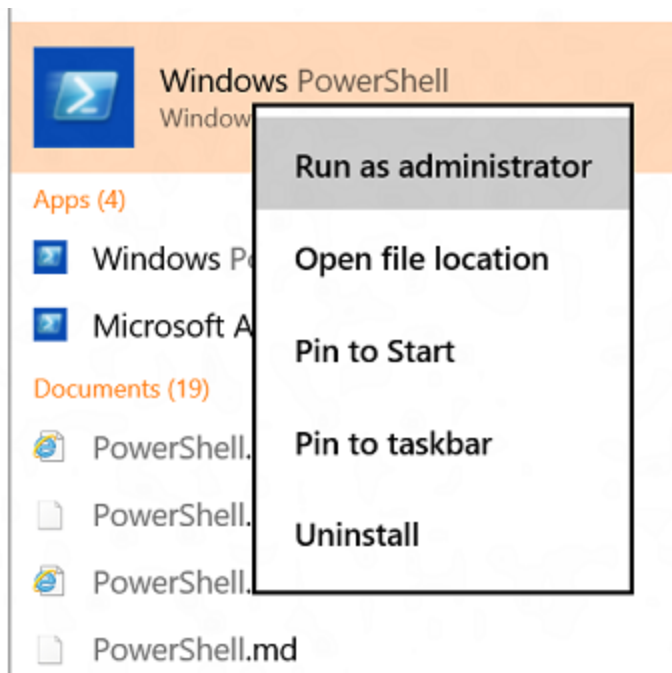 Windows PowerShell
Window
Run as administrator
Apps (4)
Windows P
Open file location
Microsoft A
Pin to Start
Documents (19)
PowerShell.
Pin to taskbar
PowerShell.
Uninstall
PowerShell.
PowerShell.md